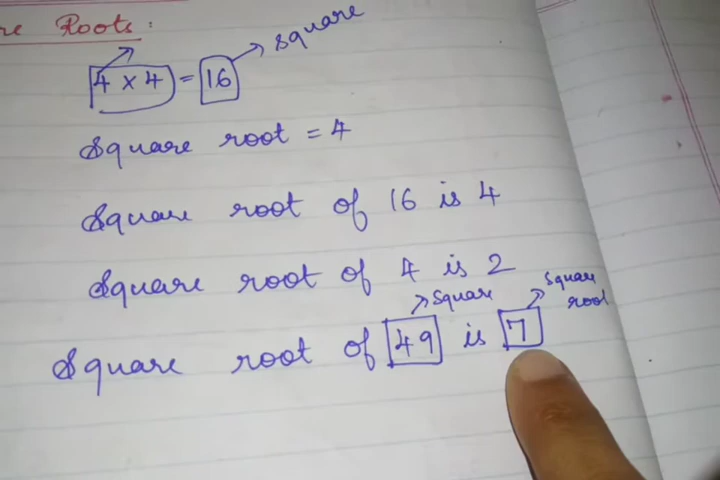 re Roots:
4 × 4 = 16 → square
Square root = 4
Square root of 16 is 4
Square root of 4 is 2
→ square → square root
Square root of 49 is 7